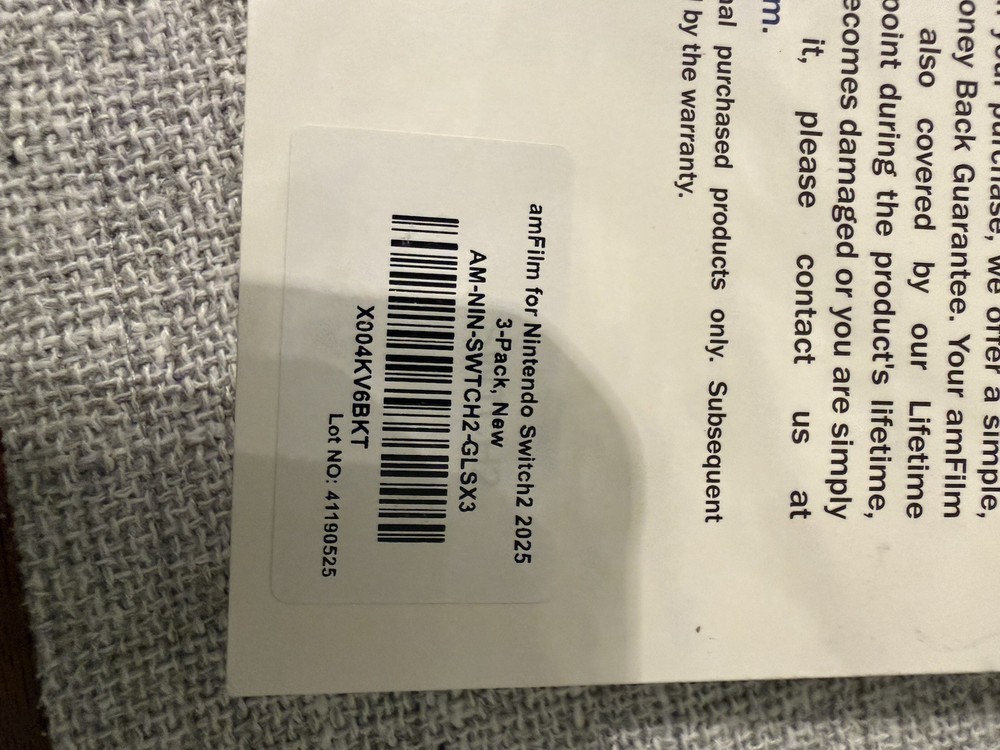 your purchase, we offer a simple,
oney Back Guarantee. Your amFilm
also covered by our Lifetime
point during the product's lifetime,
ecomes damaged or you are simply
it, please contact us at
m.
nal purchased products only. Subsequent
by the warranty.
amFilm for Nintendo Switch2 2025
3-Pack, New
AM-NIN-SWTCH2-GLSX3
X004KV6BKT
Lot NO: 41190525